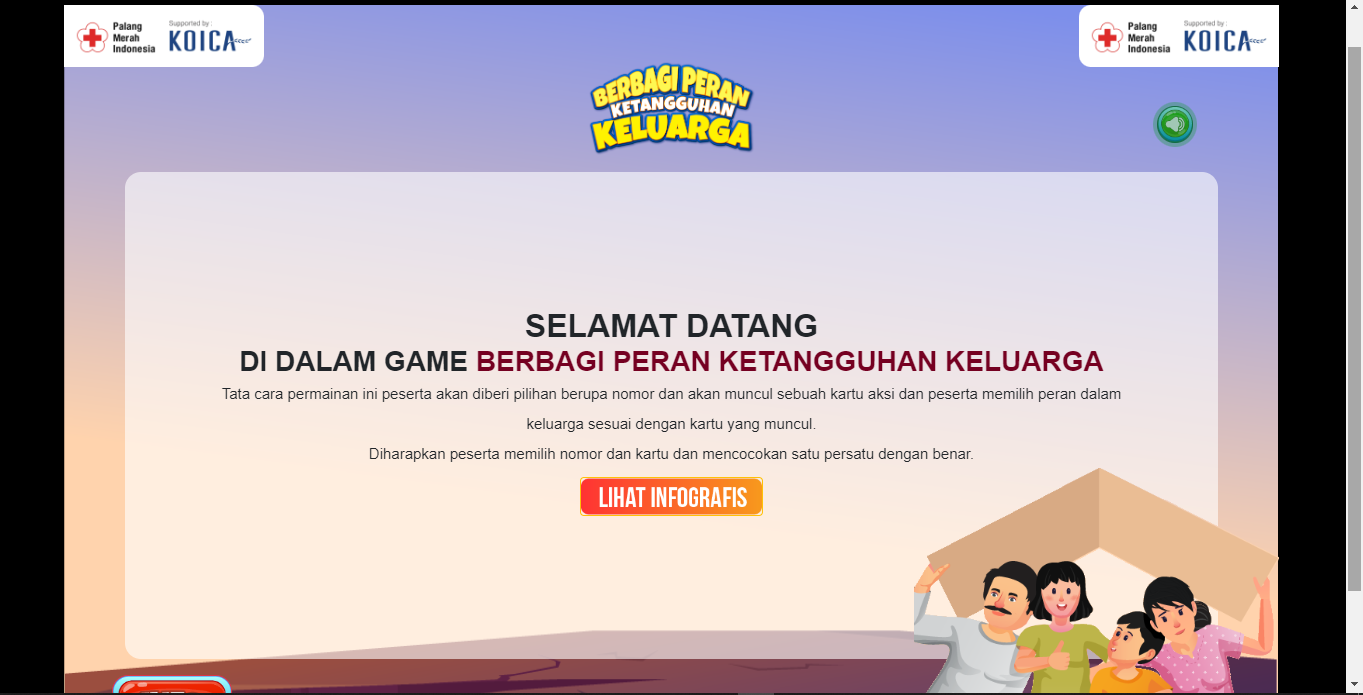 Palang
Merah
Indonesia
Supported by :
KOICA
Palang
Merah
Indonesia
Supported by :
KOICA
BERBAGI PERAN
KETANGGUHAN
KELUARGA
SELAMAT DATANG
DI DALAM GAME BERBAGI PERAN KETANGGUHAN KELUARGA
Tata cara permainan ini peserta akan diberi pilihan berupa nomor dan akan muncul sebuah kartu aksi dan peserta memilih peran dalam
keluarga sesuai dengan kartu yang muncul.
Diharapkan peserta memilih nomor dan kartu dan mencocokan satu persatu dengan benar.
LIHAT INFOGRAFIS